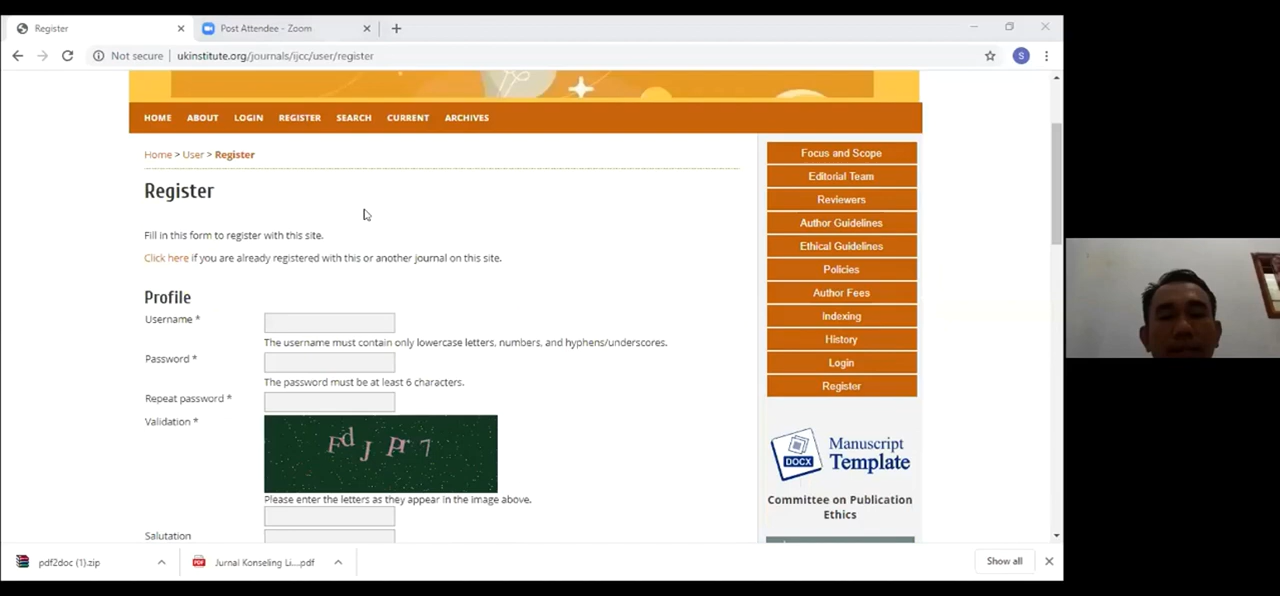 Register
Post Attendee - Zoom
Not secure
ukinstitute.org/journals/ijcc/user/register
S
HOME ABOUT LOGIN REGISTER SEARCH CURRENT ARCHIVES
Home > User > Register
Register
Fill in this form to register with this site.
Click here if you are already registered with this or another journal on this site.
Profile
Username *
The username must contain only lowercase letters, numbers, and hyphens/underscores.
Password *
The password must be at least 6 characters.
Repeat password *
Validation *
Please enter the letters as they appear in the image above.
Salutation
Focus and Scope
Editorial Team
Reviewers
Author Guidelines
Ethical Guidelines
Policies
Author Fees
Indexing
History
Login
Register
DOCX
Manuscript
Template
Committee on Publication
Ethics
pdf2doc (1).zip
PDF
Jurnal Konseling Li....pdf
Show all